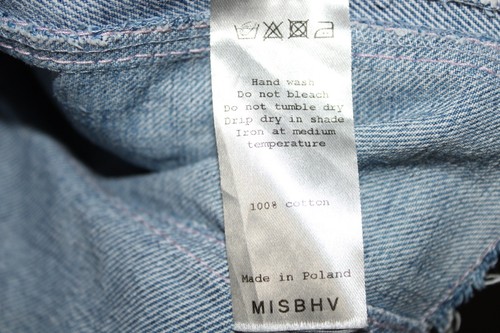 Hand wash
Do not bleach
Do not tumble dry
Drip dry in shade
Iron at medium
temperature
100% cotton
Made in Poland
MISBHV